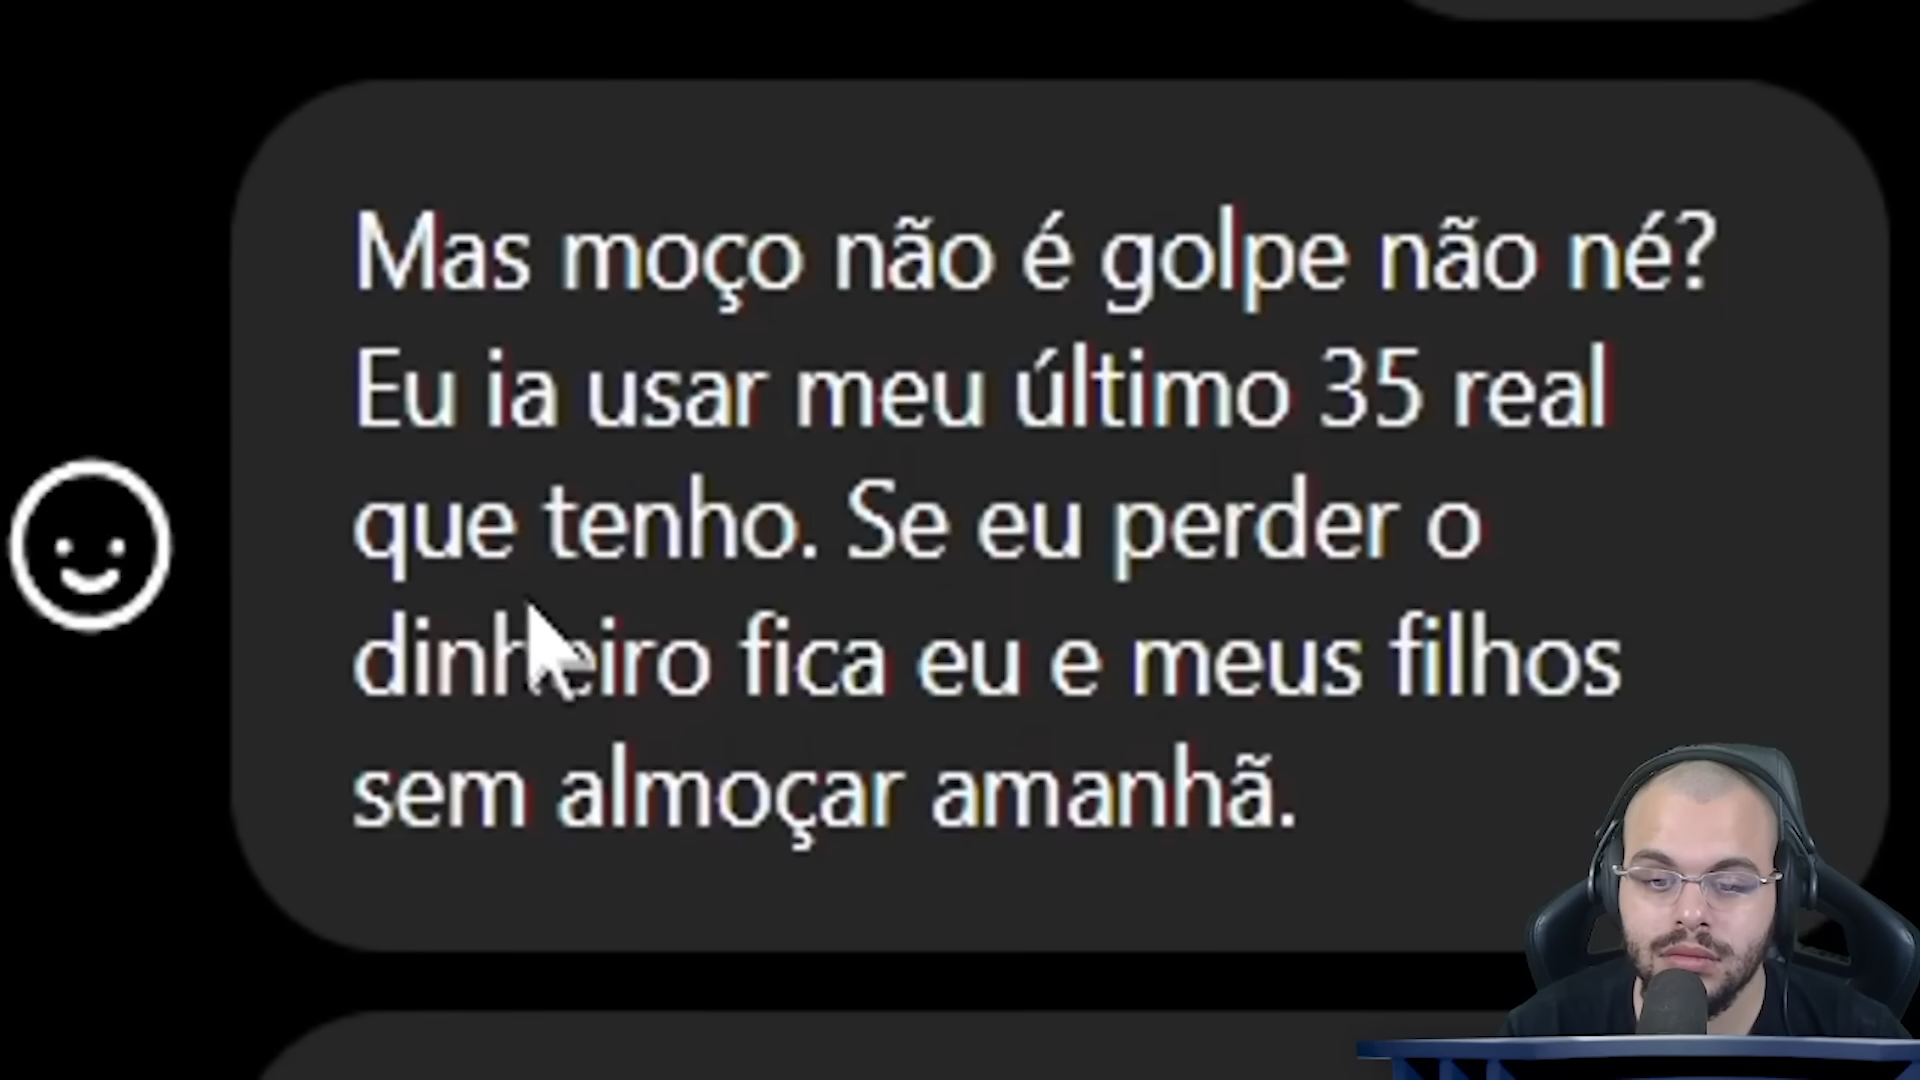 Mas moço não é golpe não né?
Eu ia usar meu último 35 real
que tenho. Se eu perder o
dinheiro fica eu e meus filhos
sem almoçar amanhã.